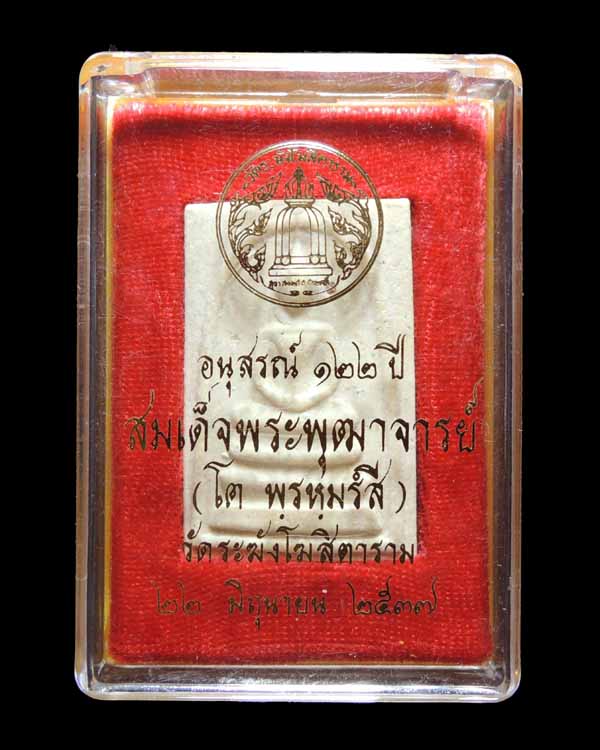 อนุสรณ์ ๑๒๒ ปี
สมเด็จพระพุฒาจารย์
(โต พฺรหฺมรํสี)
วัดระฆังโฆสิตาราม
๒๒ มิถุนายน ๒๕๓๗